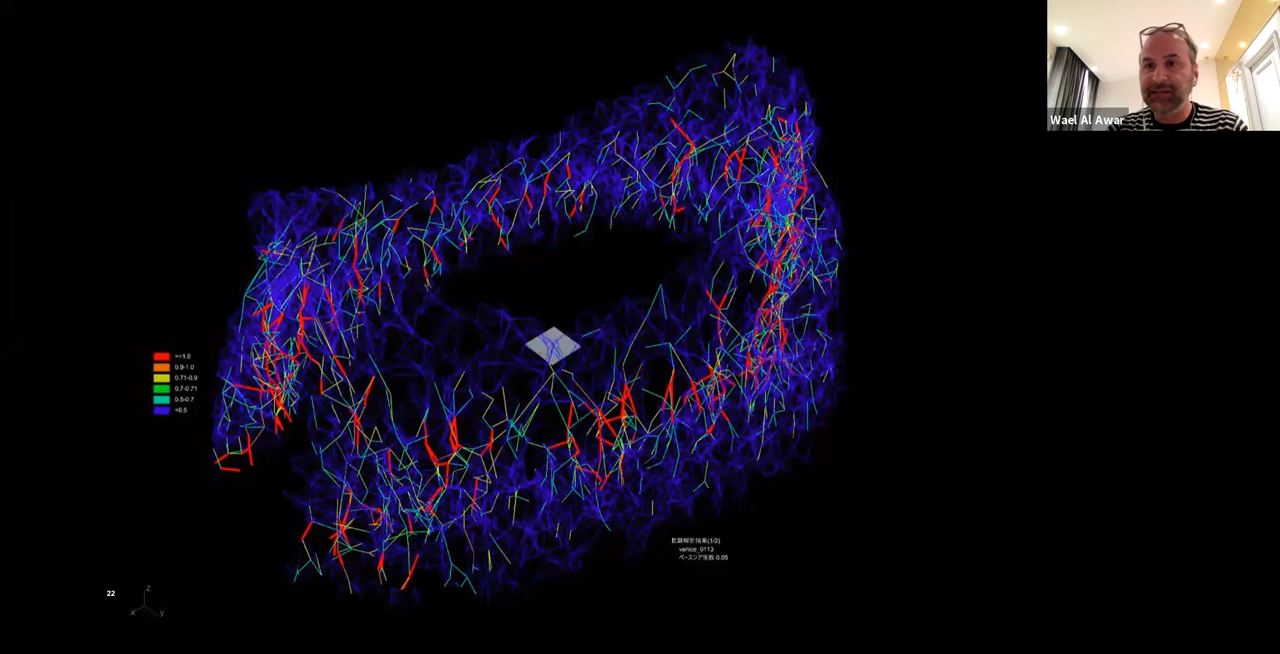 Wael Al Awar
>=1.0
0.9-1.0
0.71-0.9
0.7-0.71
0.5-0.7
<0.5
長期解析結果(1/2)
venice_0113
ベースシア係数 0.05
22
z
x
y